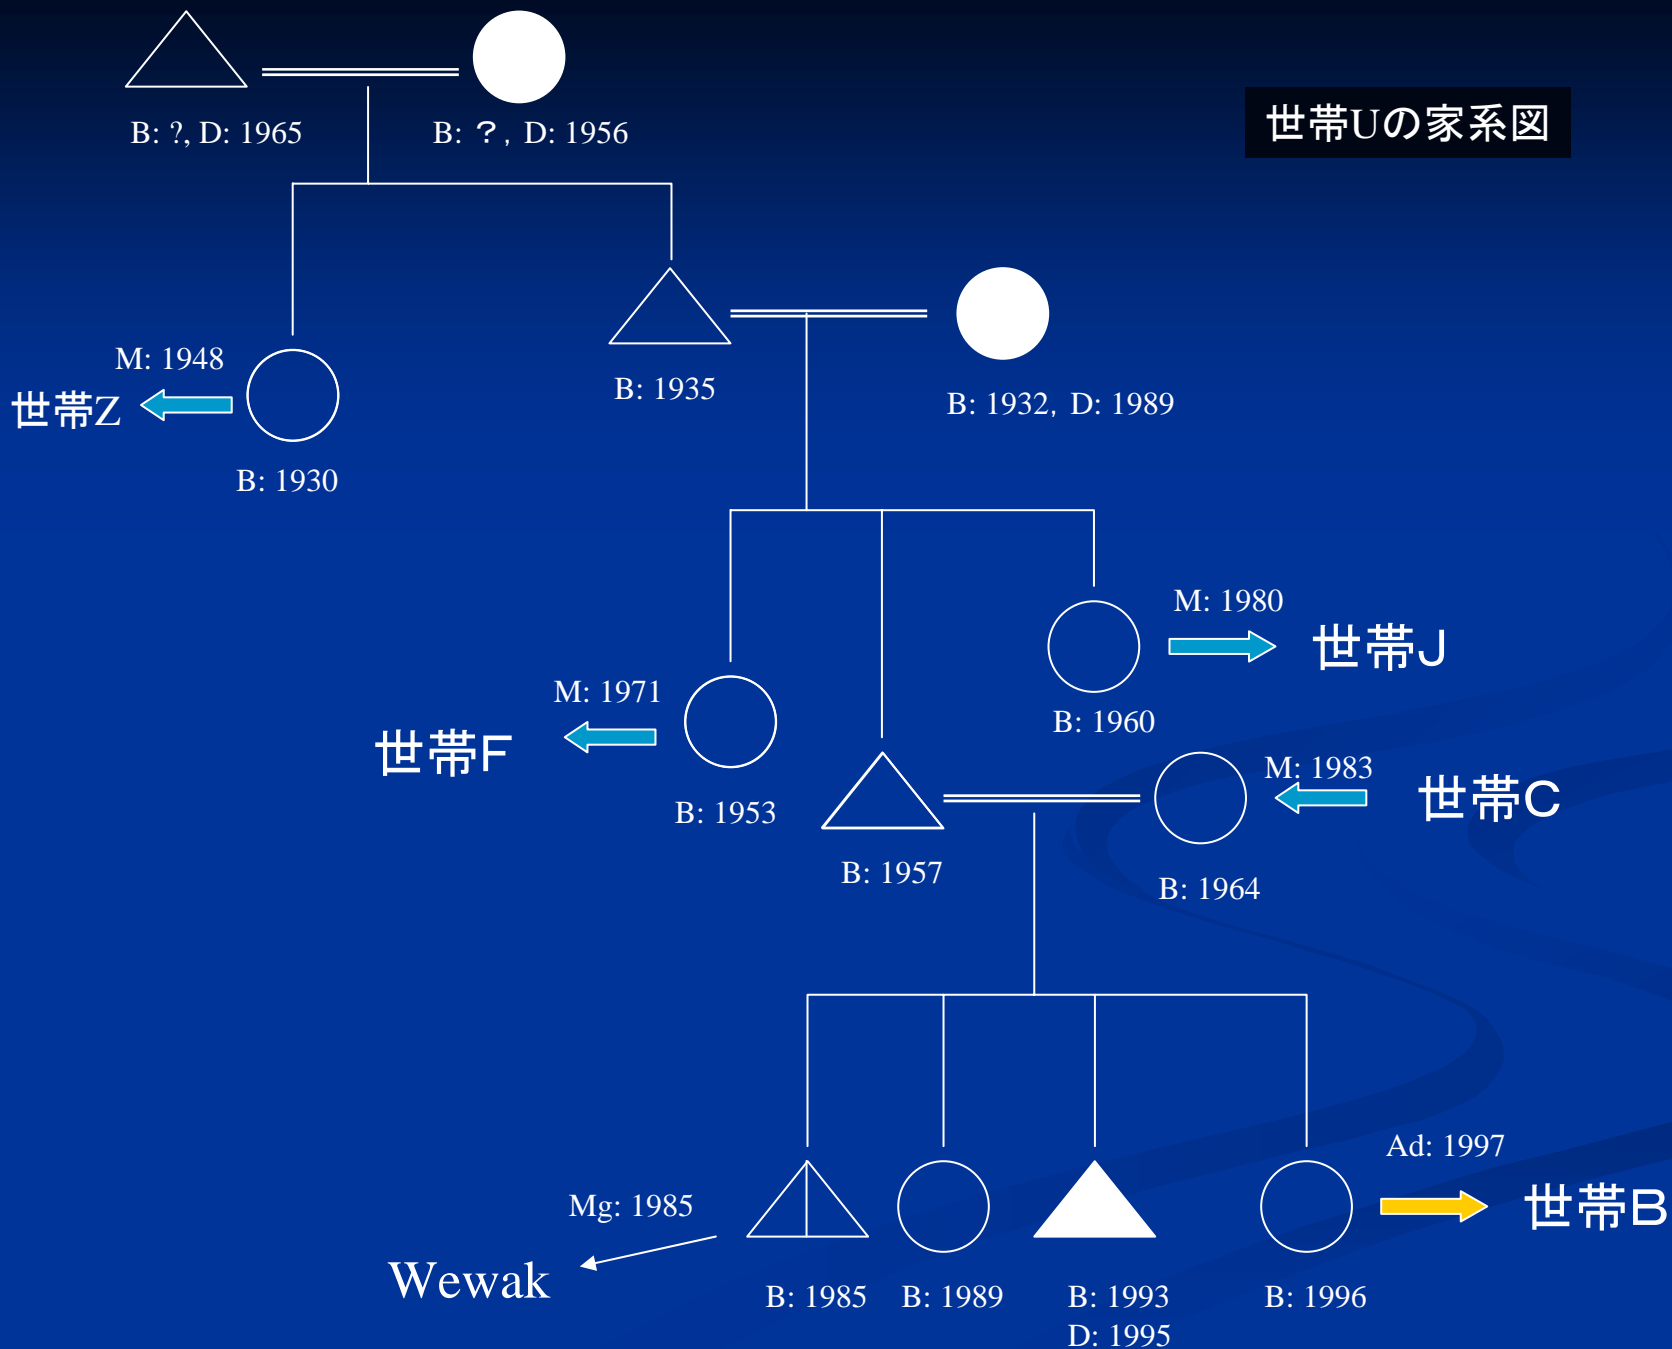 世帯Uの家系図
B: ?, D: 1965
B: ？, D: 1956
M: 1948
世帯Z
B: 1930
B: 1935
B: 1932, D: 1989
M: 1980
世帯J
B: 1960
M: 1971
世帯F
B: 1953
M: 1983
世帯C
B: 1957
B: 1964
Ad: 1997
世帯B
Mg: 1985
Wewak
B: 1985
B: 1989
B: 1993
D: 1995
B: 1996